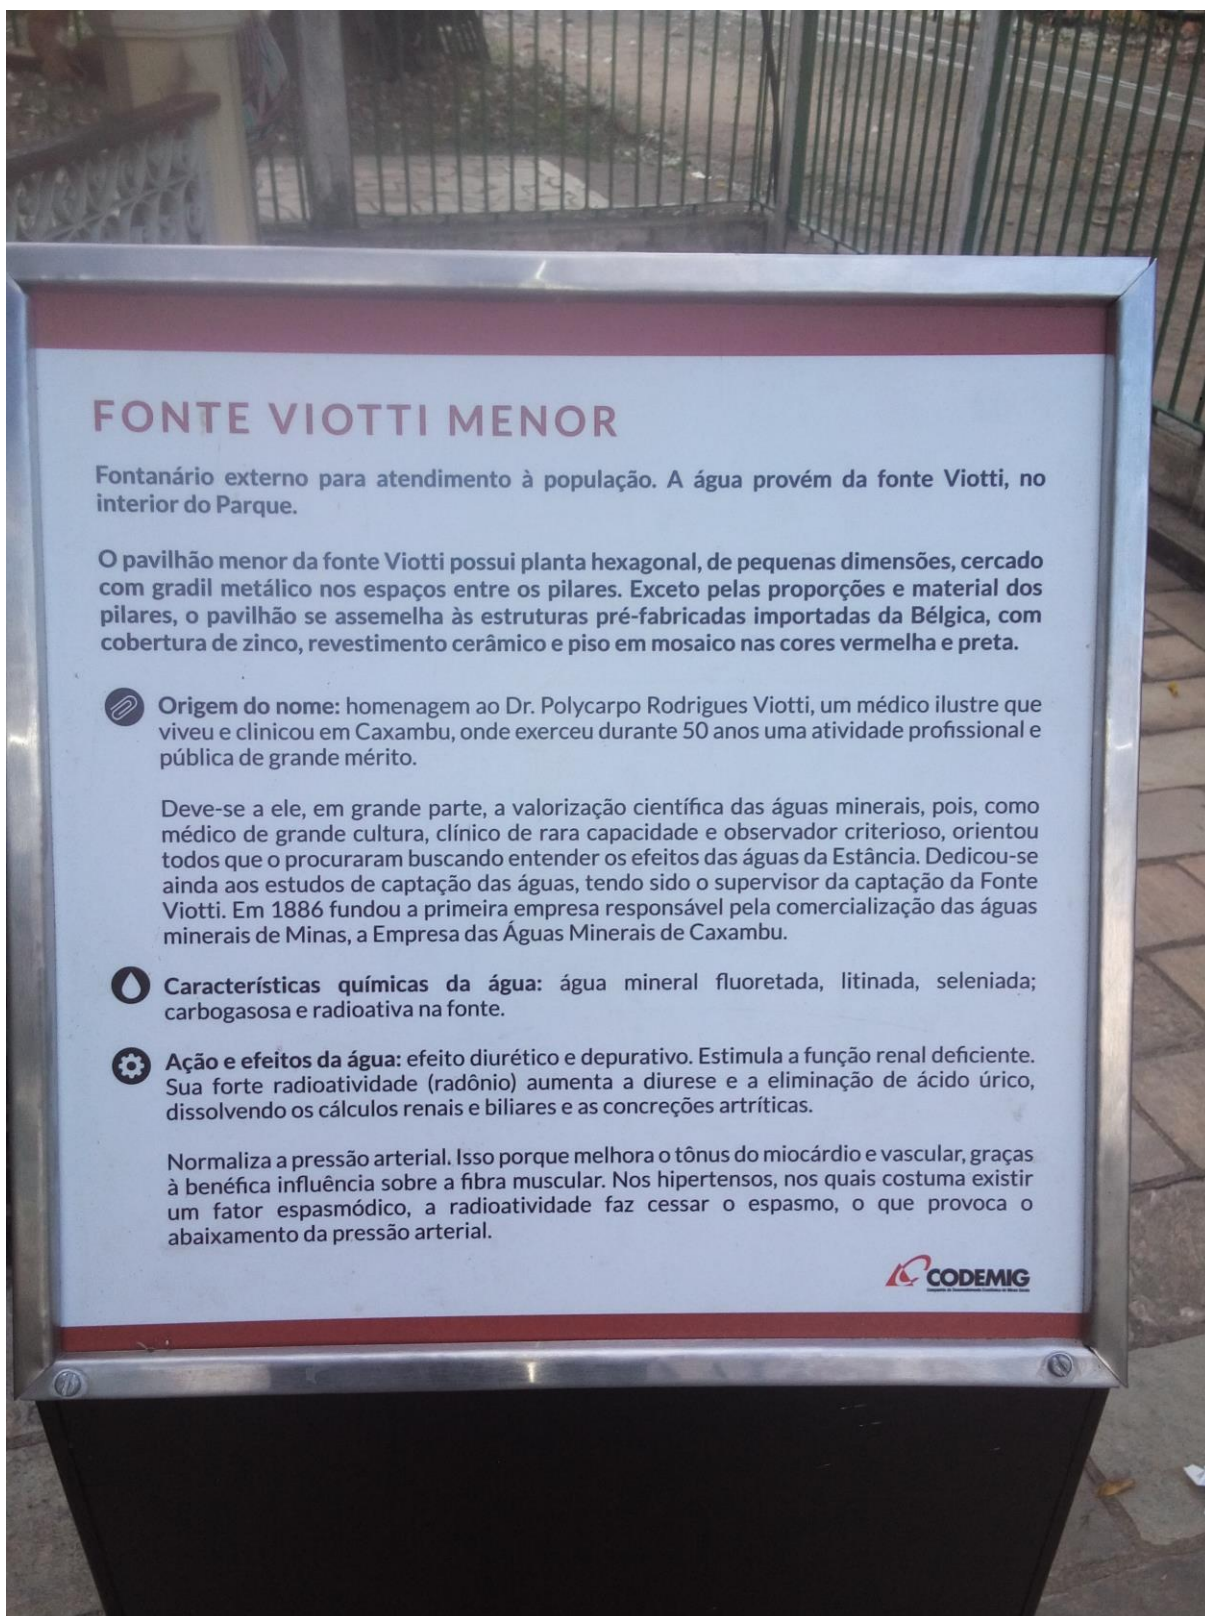 FONTE VIOTTI MENOR
Fontanário externo para atendimento à população. A água provém da fonte Viotti, no
interior do Parque.
O pavilhão menor da fonte Viotti possui planta hexagonal, de pequenas dimensões, cercado
com gradil metálico nos espaços entre os pilares. Exceto pelas proporções e material dos
pilares, o pavilhão se assemelha às estruturas pré-fabricadas importadas da Bélgica, com
cobertura de zinco, revestimento cerâmico e piso em mosaico nas cores vermelha e preta.
Origem do nome: homenagem ao Dr. Polycarpo Rodrigues Viotti, um médico ilustre que
viveu e clinicou em Caxambu, onde exerceu durante 50 anos uma atividade profissional e
pública de grande mérito.
Deve-se a ele, em grande parte, a valorização científica das águas minerais, pois, como
médico de grande cultura, clínico de rara capacidade e observador criterioso, orientou
todos que o procuraram buscando entender os efeitos das águas da Estância. Dedicou-se
ainda aos estudos de captação das águas, tendo sido o supervisor da captação da Fonte
Viotti. Em 1886 fundou a primeira empresa responsável pela comercialização das águas
minerais de Minas, a Empresa das Águas Minerais de Caxambu.
Características químicas da água: água mineral fluoretada, litinada, seleniada;
carbogasosa e radioativa na fonte.
Ação e efeitos da água: efeito diurético e depurativo. Estimula a função renal deficiente.
Sua forte radioatividade (radônio) aumenta a diurese e a eliminação de ácido úrico,
dissolvendo os cálculos renais e biliares e as concreções artríticas.
Normaliza a pressão arterial. Isso porque melhora o tônus do miocárdio e vascular, graças
à benéfica influência sobre a fibra muscular. Nos hipertensos, nos quais costuma existir
um fator espasmódico, a radioatividade faz cessar o espasmo, o que provoca o
abaixamento da pressão arterial.
CODEMIG